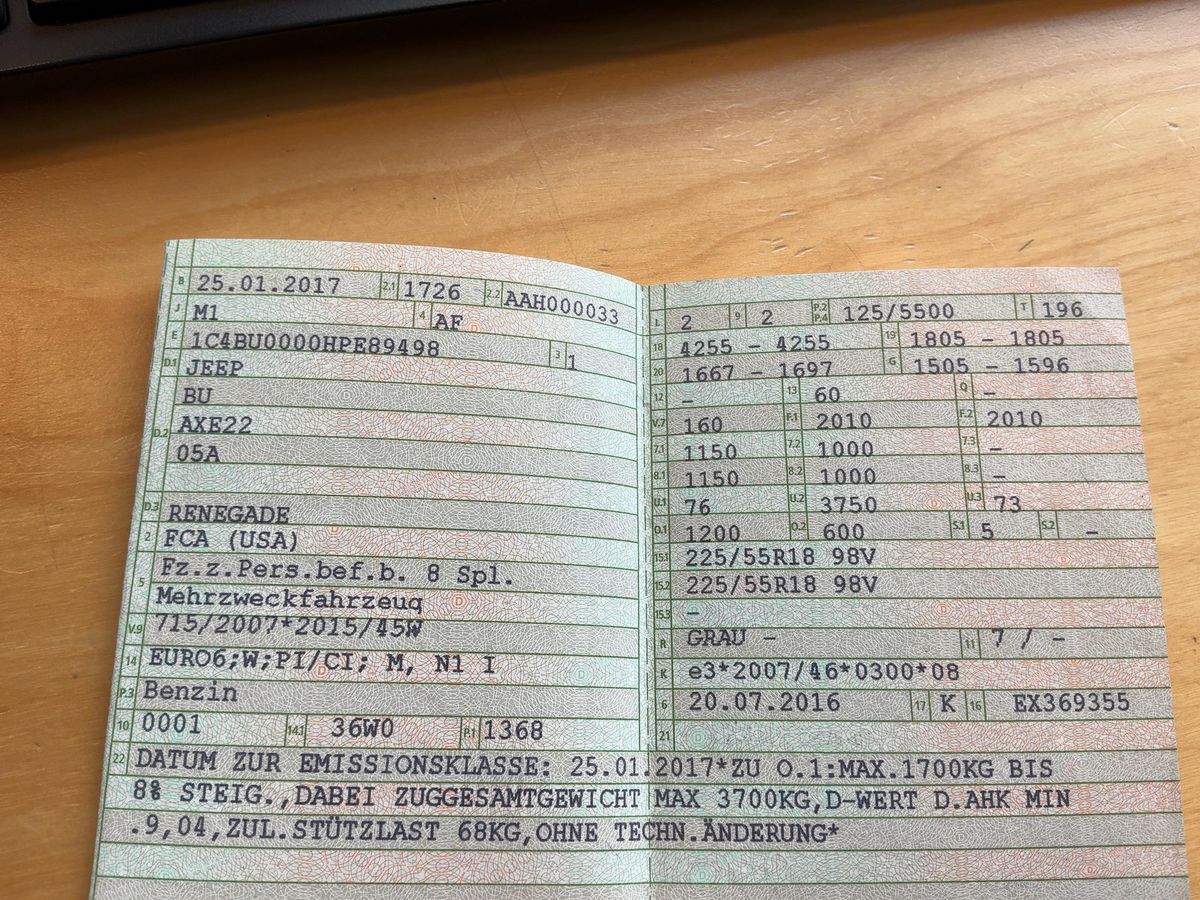 B 25.01.2017 2.1 1726 2.2 AAH000033
J M1 4 AF
E 1C4BU0000HPE89498 3 1
D.1 JEEP
BU
D.2 AXE22
05A
D.3 RENEGADE
2 FCA (USA)
5 Fz.z.Pers.bef.b. 8 Spl.
Mehrzweckfahrzeug
V.9 715/2007*2015/45W
14 EURO6;W;PI/CI; M, N1 I
P.3 Benzin
10 0001 14.1 36W0 P.1 1368
L 2 9 2 P.2 P.4 125/5500 T 196
18 4255 - 4255 19 1805 - 1805
20 1667 - 1697 G 1505 - 1596
12 - 13 60 Q -
V.7 160 F.1 2010 F.2 2010
7.1 1150 7.2 1000 7.3 -
8.1 1150 8.2 1000 8.3 -
U.1 76 U.2 3750 U.3 73
O.1 1200 O.2 600 S.1 5 S.2 -
15.1 225/55R18 98V
15.2 225/55R18 98V
15.3 -
R GRAU - 11 7 / -
K e3*2007/46*0300*08
6 20.07.2016 17 K 16 EX369355
21
22 DATUM ZUR EMISSIONSKLASSE: 25.01.2017*ZU O.1:MAX.1700KG BIS
8% STEIG.,DABEI ZUGGESAMTGEWICHT MAX 3700KG,D-WERT D.AHK MIN
.9,04,ZUL.STÜTZLAST 68KG,OHNE TECHN.ÄNDERUNG*